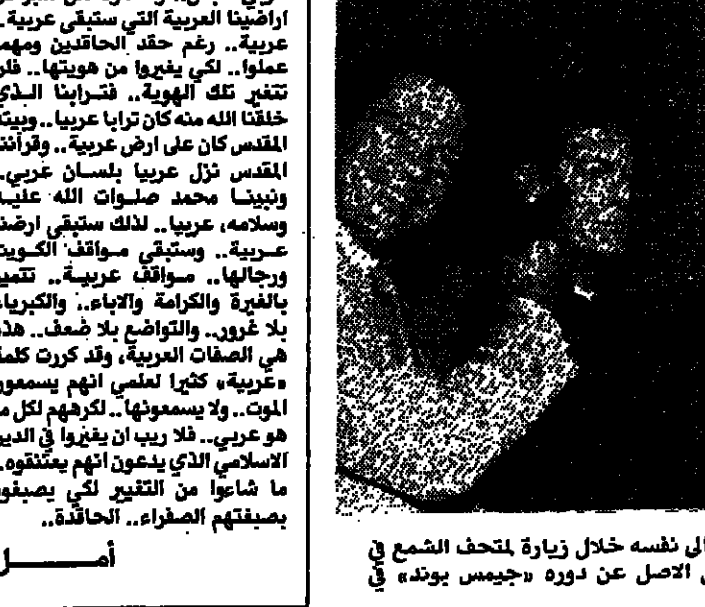 اراضينا العربية التي ستبقى عربية..
عربية.. رغم حقد الحاقدين ومهما
عملوا.. لكي يغيروا من هويتها.. فلن
تتغير تلك الهوية.. فترابنا الذي
خلقنا الله منه كان ترابا عربيا.. وبيته
المقدس كان على ارض عربية.. وقرآننا
المقدس نزل عربيا بلسان عربي..
ونبينا محمد صلوات الله عليه
وسلامه، عربيا.. لذلك ستبقى ارضنا
عربية.. وستبقى مواقف الكويت
ورجالها.. مواقف عربية.. تتميز
بالغيرة والكرامة والاباء.. والكبرياء
بلا غرور.. والتواضع بلا ضعف.. هذه
هي الصفات العربية، وقد كررت كلمة
«عربية» كثيرا لعلمي انهم يسمعون
الموت.. ولا يسمعونها.. لكرههم لكل ما
هو عربي.. فلا ريب ان يغيروا في الدين
الاسلامي الذي يدعون انهم يعتنقوه..
ما شاءوا من التغيير لكي يصبغوه
بصبغتهم الصفراء.. الحاقدة..
أمـــــل
الى نفسه خلال زيارة لمتحف الشمع في
الاصل عن دوره «جيمس بوند» في